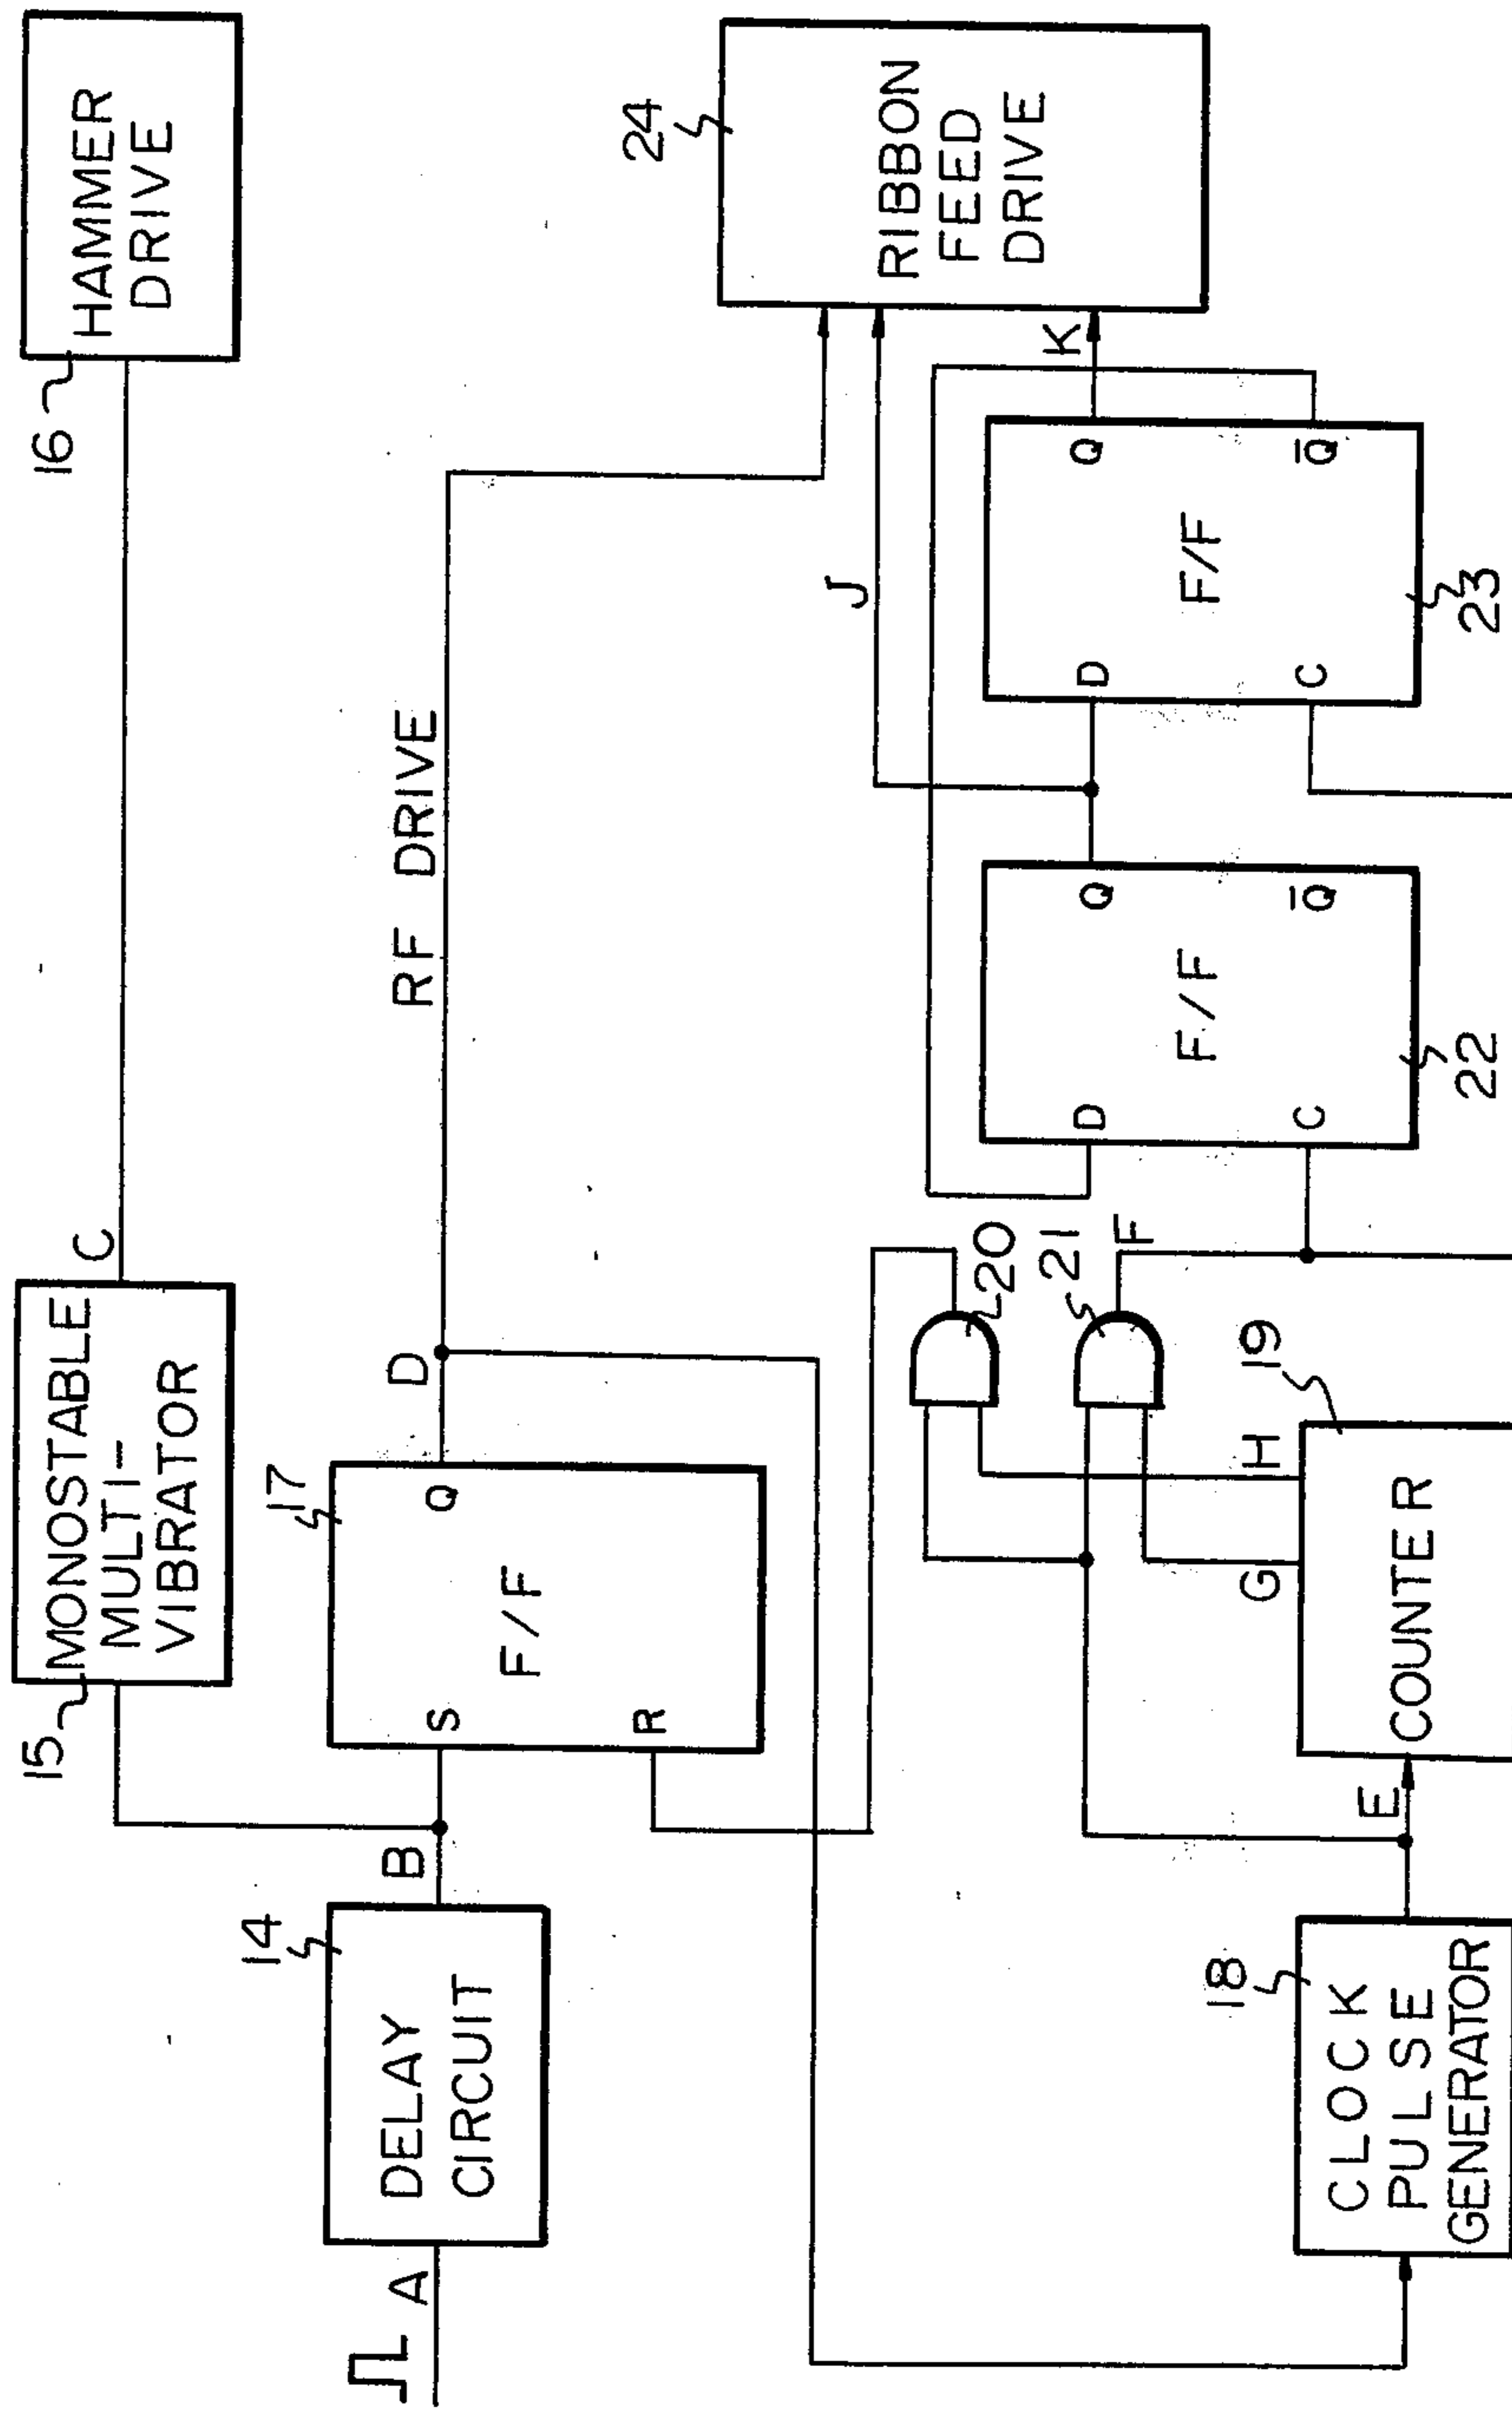 15
MONOSTABLE
MULTI-
VIBRATOR
C
16
HAMMER
DRIVE
A
14
DELAY
CIRCUIT
B
17
S
R
F/F
Q
D
RF DRIVE
24
RIBBON
FEED
DRIVE
J
K
20
21
F
D
C
F/F
Q
Q̅
22
D
C
F/F
Q
Q̅
23
18
CLOCK
PULSE
GENERATOR
E
19
COUNTER
G
H